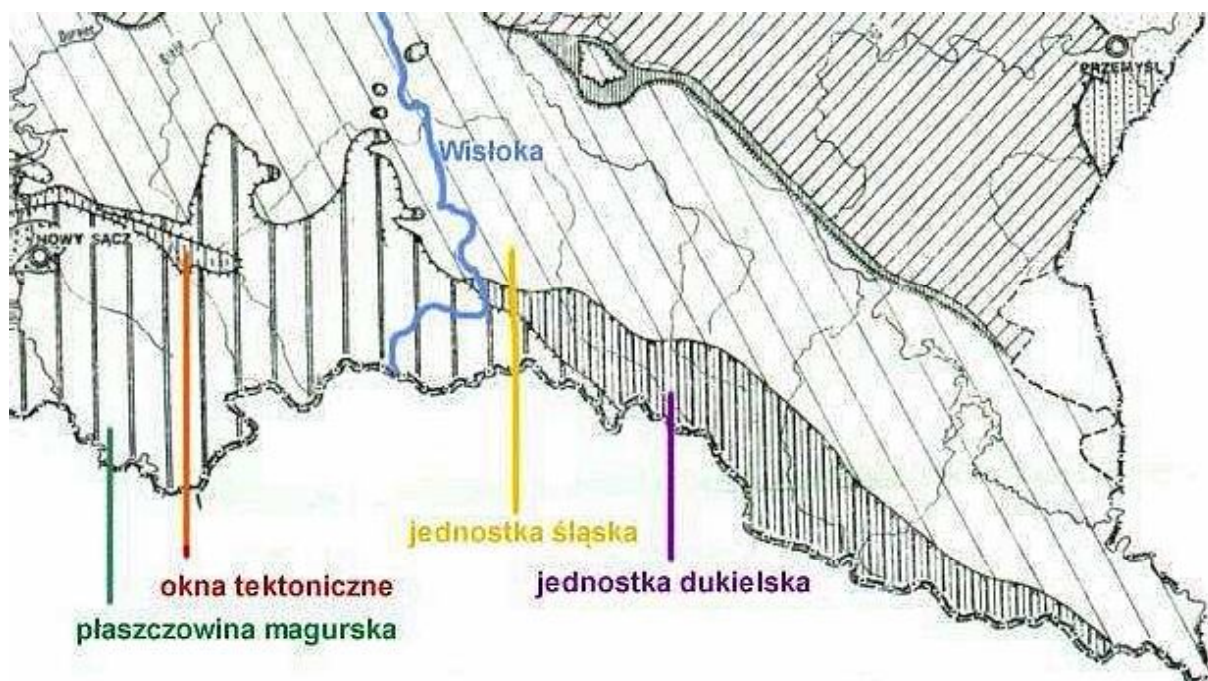 PRZEMYŚL
Wisłoka
NOWY SĄCZ
jednostka śląska
okna tektoniczne
jednostka dukielska
płaszczowina magurska